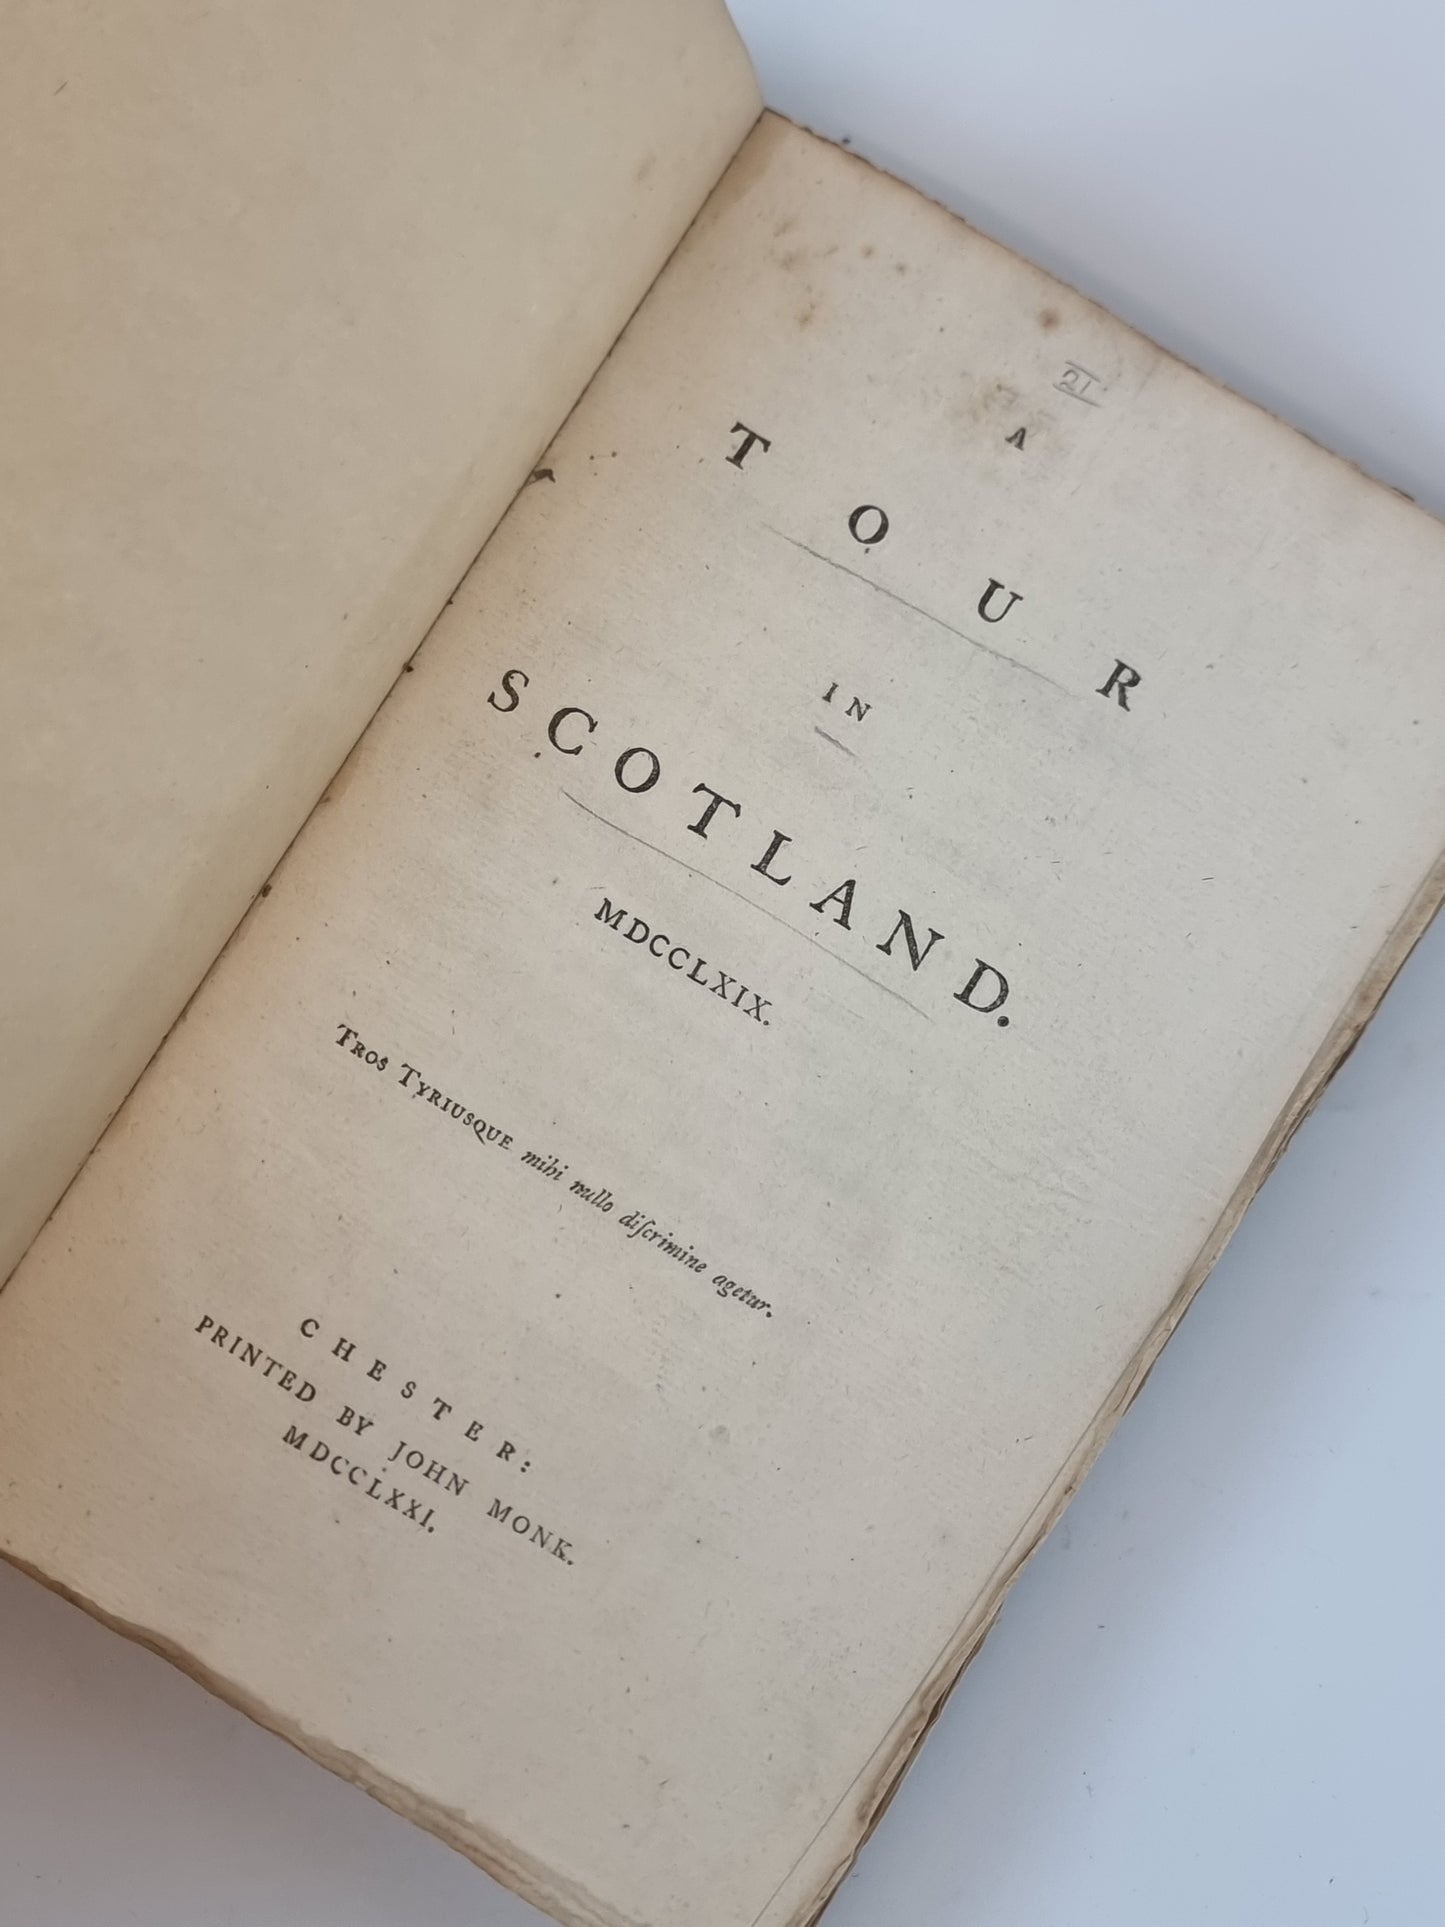 21
A
TOUR
IN
SCOTLAND.
MDCCLXIX.
TROS TYRIUSQUE mihi nullo diſcrimine agetur.
CHESTER:
PRINTED BY JOHN MONK.
MDCCLXXI.